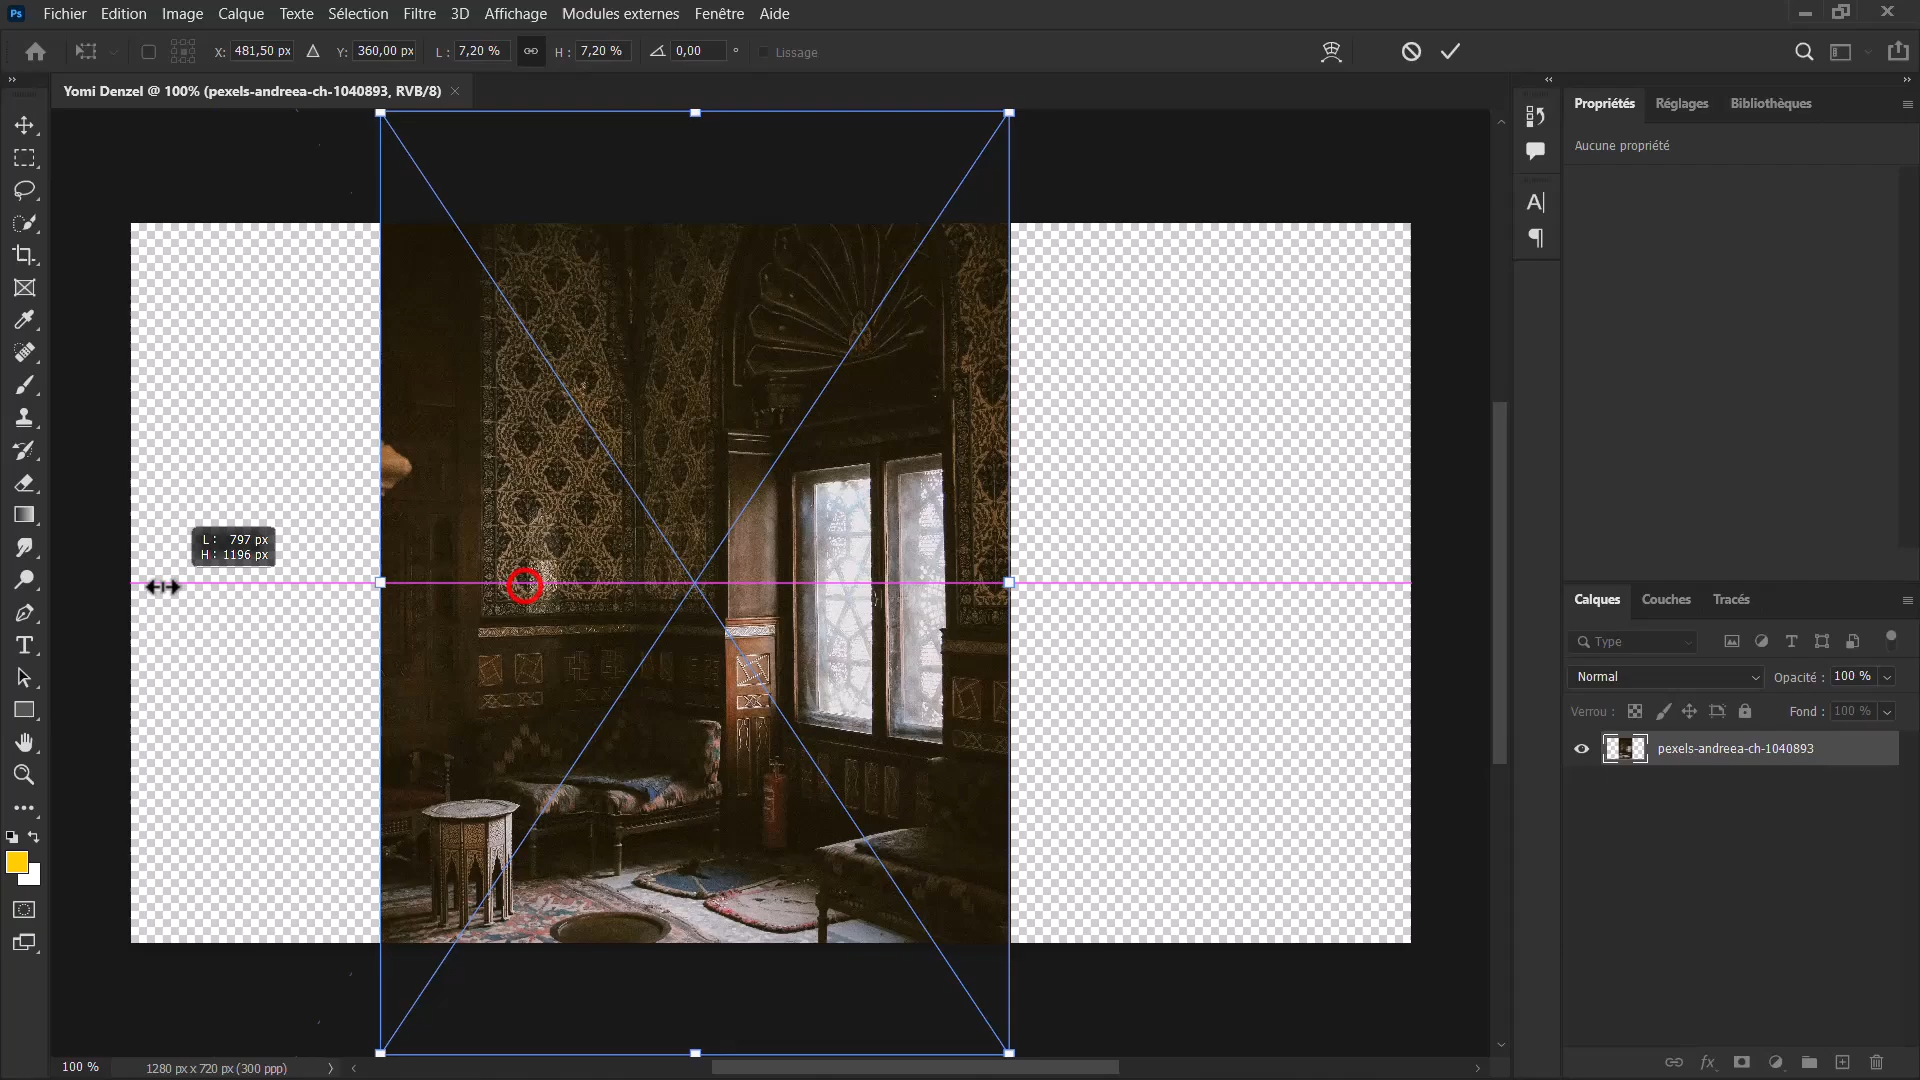 Ps Fichier Edition Image Calque Texte Sélection Filtre 3D Affichage Modules externes Fenêtre Aide
X: 481,50 px Y: 360,00 px L : 7,20 % H : 7,20 % 0,00 ° Lissage
Yomi Denzel @ 100% (pexels-andreea-ch-1040893, RVB/8)
Propriétés Réglages Bibliothèques
Aucune propriété
L : 797 px
H : 1196 px
Calques Couches Tracés
Type
Normal Opacité : 100 %
Verrou : Fond : 100 %
pexels-andreea-ch-1040893
100 % 1280 px x 720 px (300 ppp)